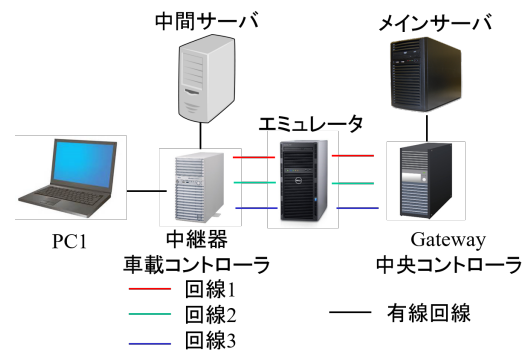 中間サーバ
メインサーバ
エミュレータ
PC1
中継器
車載コントローラ
Gateway
中央コントローラ
回線1
回線2
回線3
有線回線